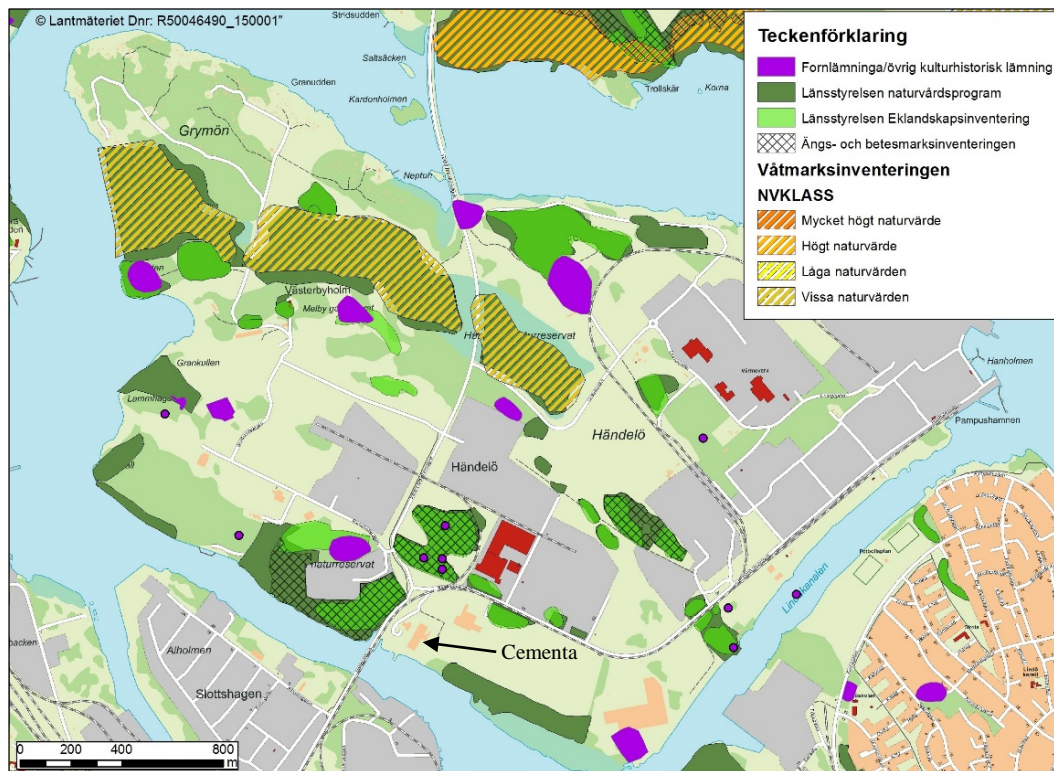 © Lantmäteriet Dnr: R50046490_150001”
Stridsudden
Saltsäcken
Granudden
Kardonholmen
Grymön
Trollskär
Korna
Neptun
Teckenförklaring
Fornlämninga/övrig kulturhistorisk lämning
Länsstyrelsen naturvårdsprogram
Länsstyrelsen Eklandskapsinventering
Ängs- och betesmarksinventeringen
Våtmarksinventeringen
NVKLASS
Mycket högt naturvärde
Högt naturvärde
Låga naturvärden
Vissa naturvärden
Västerbyholm
Grankullen
Händelö
Hanholmen
Pampushamnen
Händelö
naturreservat
Cementa
Alholmen
Slottshagen
0 200 400 800
m